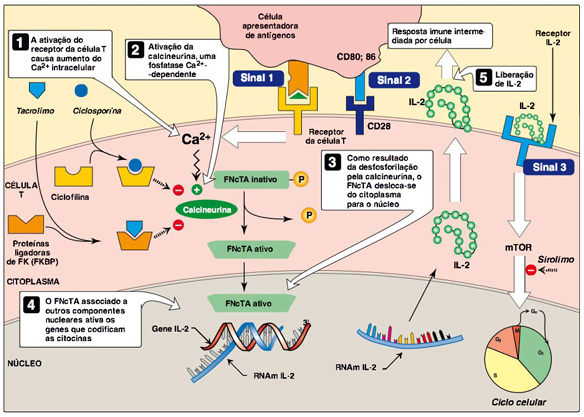 1
A ativação do
receptor da célula T
causa aumento do
Ca²⁺ intracelular
2
Ativação da
calcineurina, uma
fosfatase Ca²⁺-
-dependente
Célula
apresentadora
de antígenos
CD80; 86
Resposta imune interme-
diada por célula
Receptor
IL-2
Sinal 1
Sinal 2
5
Liberação
de IL-2
Tacrolimo
Ciclosporina
IL-2
IL-2
CD28
Receptor
da célula T
Sinal 3
Ca²⁺
3
Como resultado da
desfosforilação
pela calcineurina, o
FNcTA desloca-se
do citoplasma
para o núcleo
FNcTA inativo
P
CÉLULA
T
Ciclofilina
Calcineurina
P
Proteínas
ligadoras
de FK (FKBP)
FNcTA ativo
IL-2
mTOR
Sirolimo
CITOPLASMA
4
O FNcTA associado a
outros componentes
nucleares ativa os
genes que codificam
as citocinas
FNcTA ativo
Gene IL-2
RNAm IL-2
RNAm IL-2
NÚCLEO
G₀
M
G₂
G₁
S
Ciclo celular